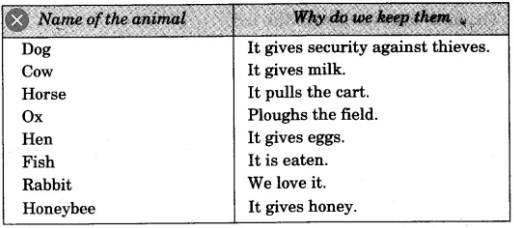 Name of the animal Why do we keep them
Dog It gives security against thieves.
Cow It gives milk.
Horse It pulls the cart.
Ox Ploughs the field.
Hen It gives eggs.
Fish It is eaten.
Rabbit We love it.
Honeybee It gives honey.